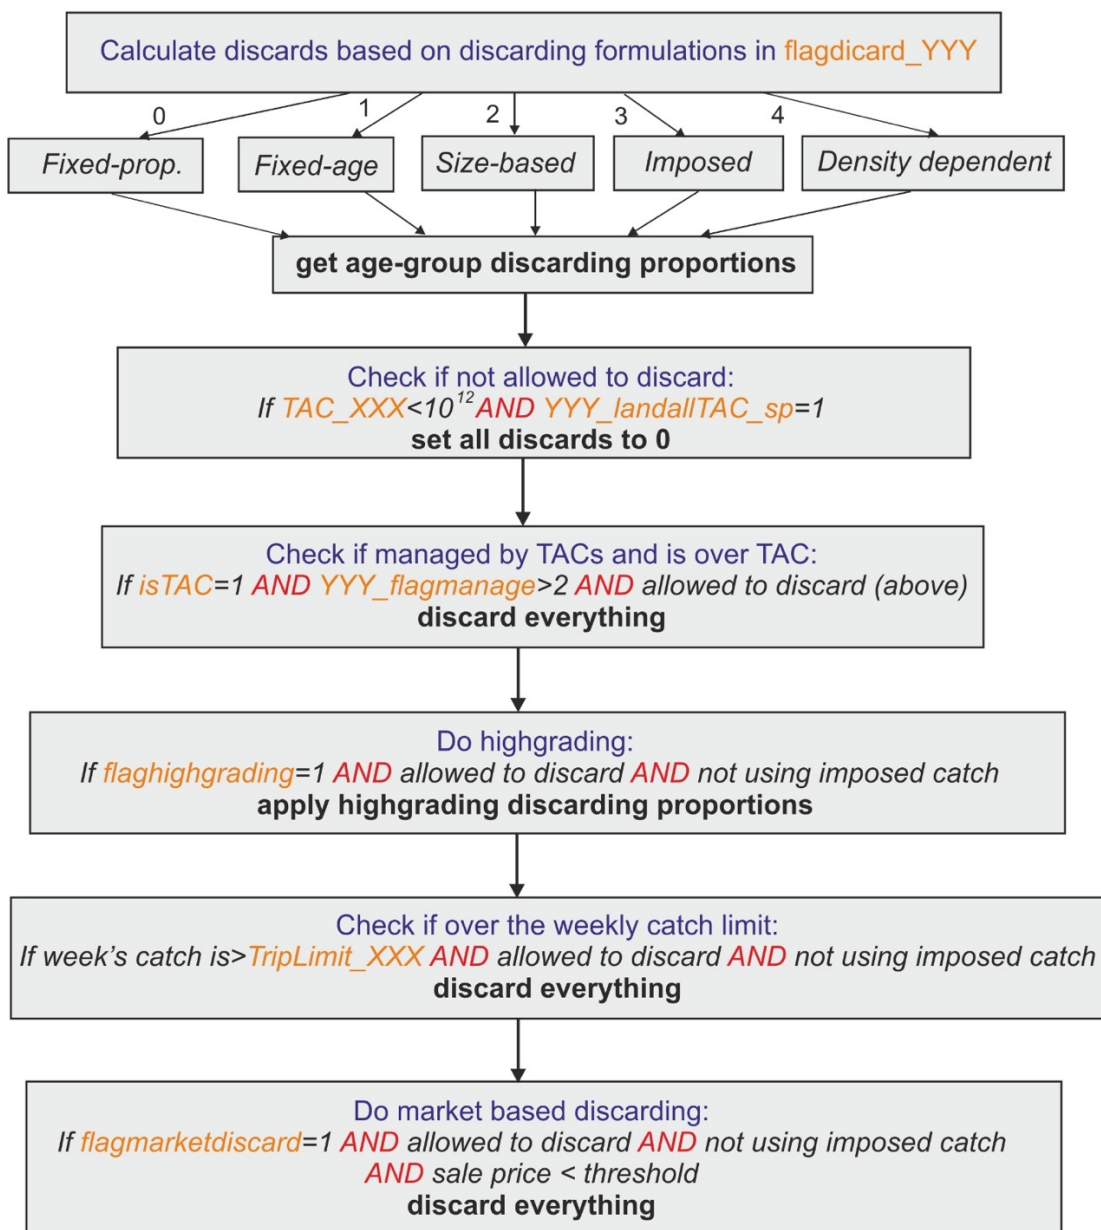 Calculate discards based on discarding formulations in flagdicard_YYY
0 1 2 3 4
Fixed-prop. Fixed-age Size-based Imposed Density dependent
get age-group discarding proportions
Check if not allowed to discard:
If TAC_XXX<10¹² AND YYY_landallTAC_sp=1
set all discards to 0
Check if managed by TACs and is over TAC:
If isTAC=1 AND YYY_flagmanage>2 AND allowed to discard (above)
discard everything
Do highgrading:
If flaghighgrading=1 AND allowed to discard AND not using imposed catch
apply highgrading discarding proportions
Check if over the weekly catch limit:
If week's catch is>TripLimit_XXX AND allowed to discard AND not using imposed catch
discard everything
Do market based discarding:
If flagmarketdiscard=1 AND allowed to discard AND not using imposed catch
AND sale price < threshold
discard everything